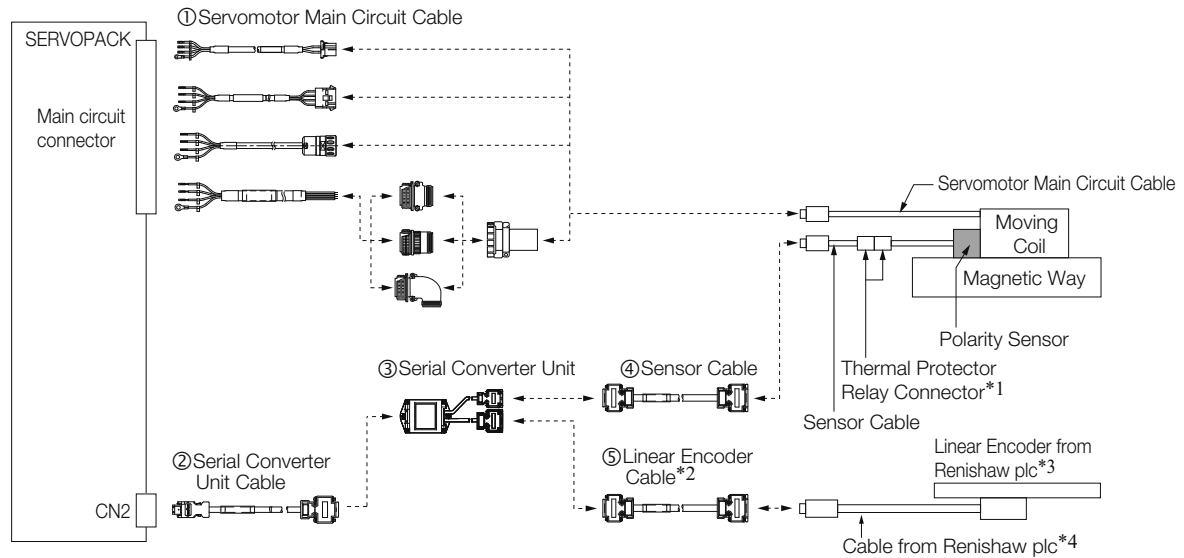 ①Servomotor Main Circuit Cable
SERVOPACK
Main circuit
connector
Servomotor Main Circuit Cable
Moving
Coil
Magnetic Way
Polarity Sensor
Thermal Protector
Relay Connector*1
Sensor Cable
③Serial Converter Unit
④Sensor Cable
②Serial Converter
Unit Cable
CN2
⑤Linear Encoder
Cable*2
Linear Encoder from
Renishaw plc*3
Cable from Renishaw plc*4